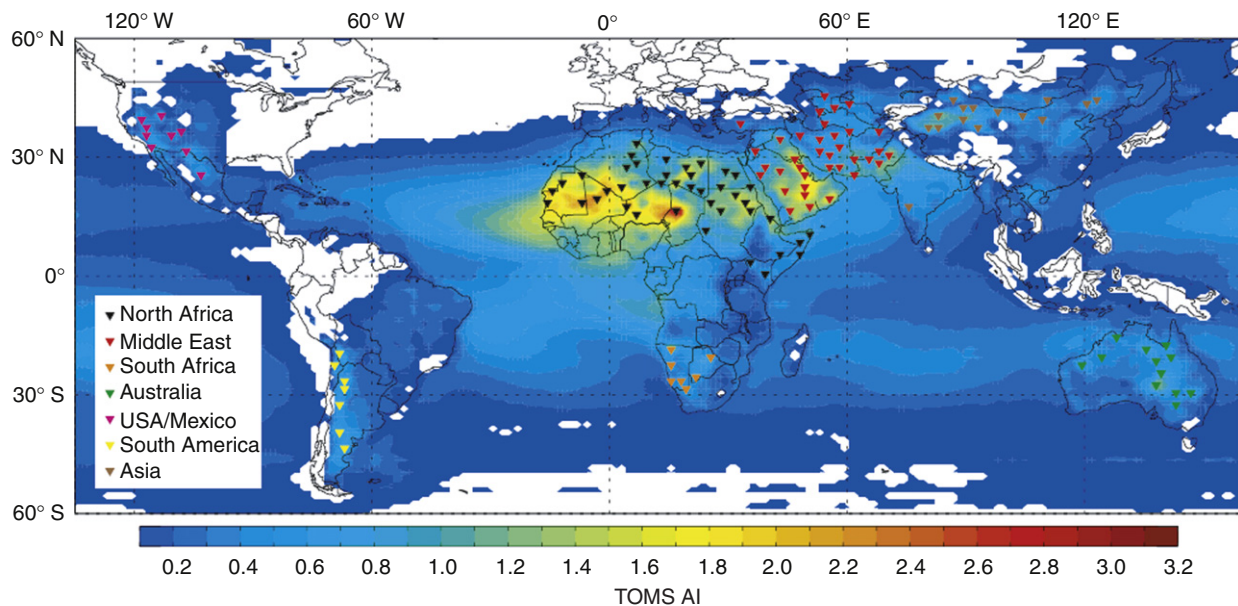 120° W 60° W 0° 60° E 120° E
60° N
30° N
0°
30° S
60° S
North Africa
Middle East
South Africa
Australia
USA/Mexico
South America
Asia
0.2 0.4 0.6 0.8 1.0 1.2 1.4 1.6 1.8 2.0 2.2 2.4 2.6 2.8 3.0 3.2
TOMS AI